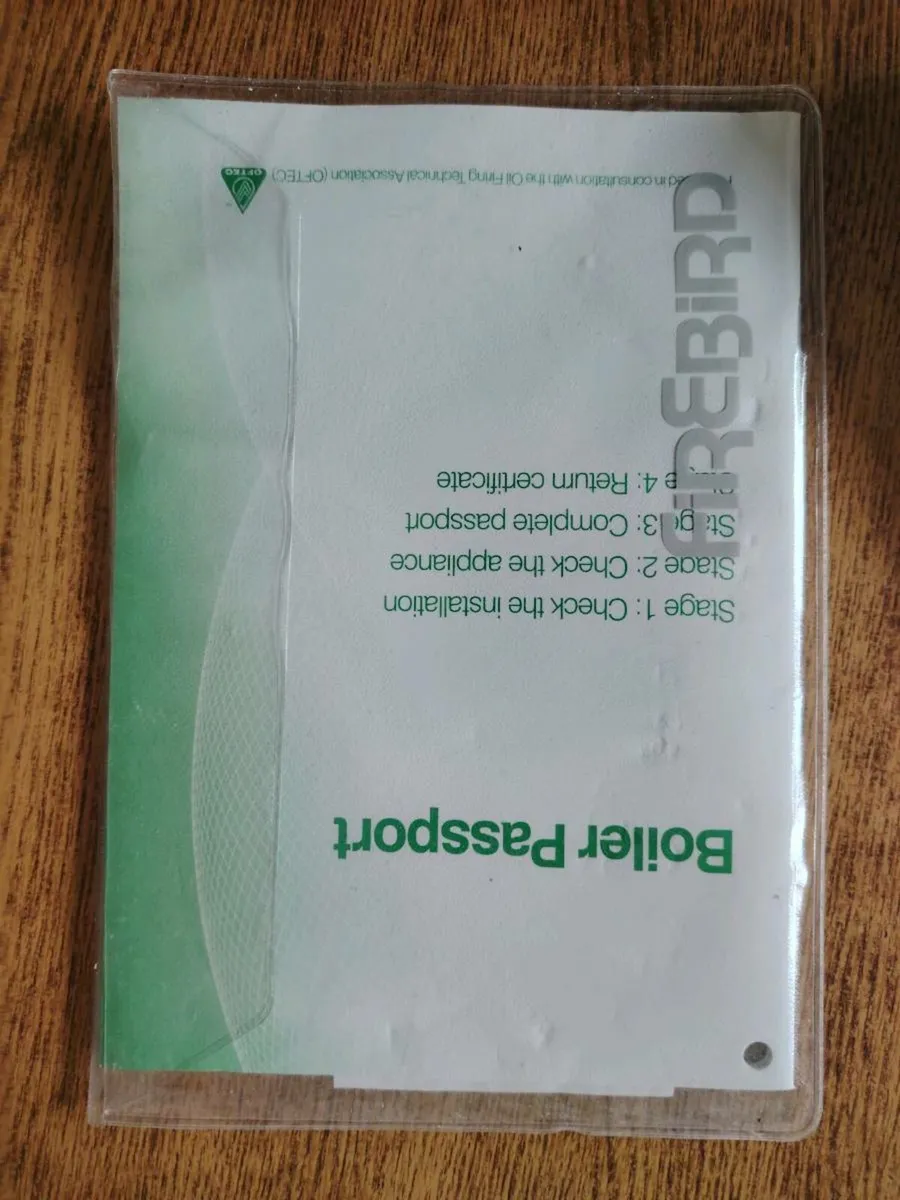 Boiler Passport
Stage 1: Check the installation
Stage 2: Check the appliance
Stage 3: Complete passport
4: Return certificate
FIREBIRD
in consultation with the Oil Firing Technical Association (OFTEC)
OFTEC